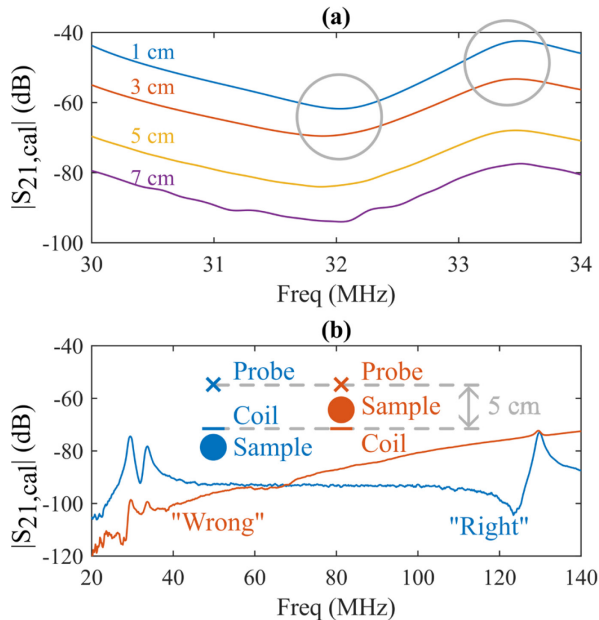 (a)
-40
-60
-80
-100
|S21,cal| (dB)
1 cm
3 cm
5 cm
7 cm
30 31 32 33 34
Freq (MHz)
(b)
-40
-60
-80
-100
-120
|S21,cal| (dB)
Probe Probe
Sample
5 cm
Coil
Sample Coil
"Wrong" "Right"
20 40 60 80 100 120 140
Freq (MHz)